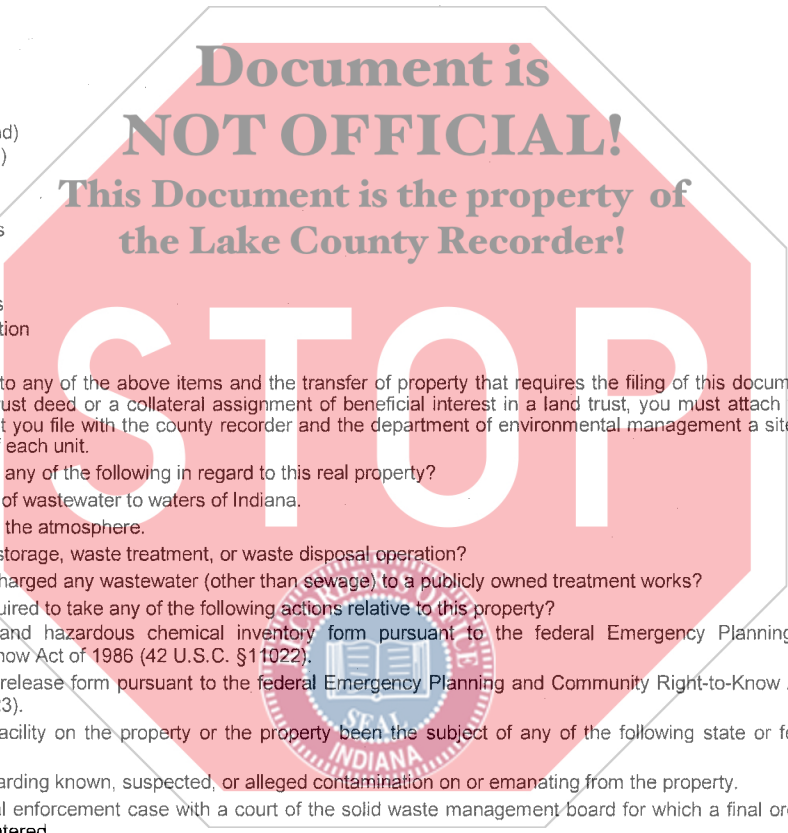 Document is
NOT OFFICIAL!
This Document is the property of
the Lake County Recorder!
STOP
nd)
)
s
s
tion
to any of the above items and the transfer of property that requires the filing of this docum
ust deed or a collateral assignment of beneficial interest in a land trust, you must attach
t you file with the county recorder and the department of environmental management a site
f each unit.
any of the following in regard to this real property?
of wastewater to waters of Indiana.
the atmosphere.
storage, waste treatment, or waste disposal operation?
harged any wastewater (other than sewage) to a publicly owned treatment works?
uired to take any of the following actions relative to this property?
and hazardous chemical inventory form pursuant to the federal Emergency Planning
now Act of 1986 (42 U.S.C. §11022).
release form pursuant to the federal Emergency Planning and Community Right-to-Know
23).
acility on the property or the property been the subject of any of the following state or fe
arding known, suspected, or alleged contamination on or emanating from the property.
al enforcement case with a court of the solid waste management board for which a final or
ntered.
RECORDER'S OFFICE
SEAL
INDIANA